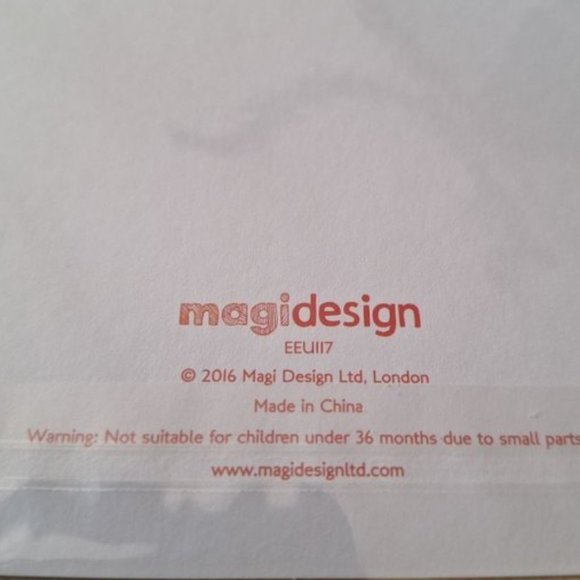 magidesign
EEU117
© 2016 Magi Design Ltd, London
Made in China
Warning: Not suitable for children under 36 months due to small parts
www.magidesignltd.com